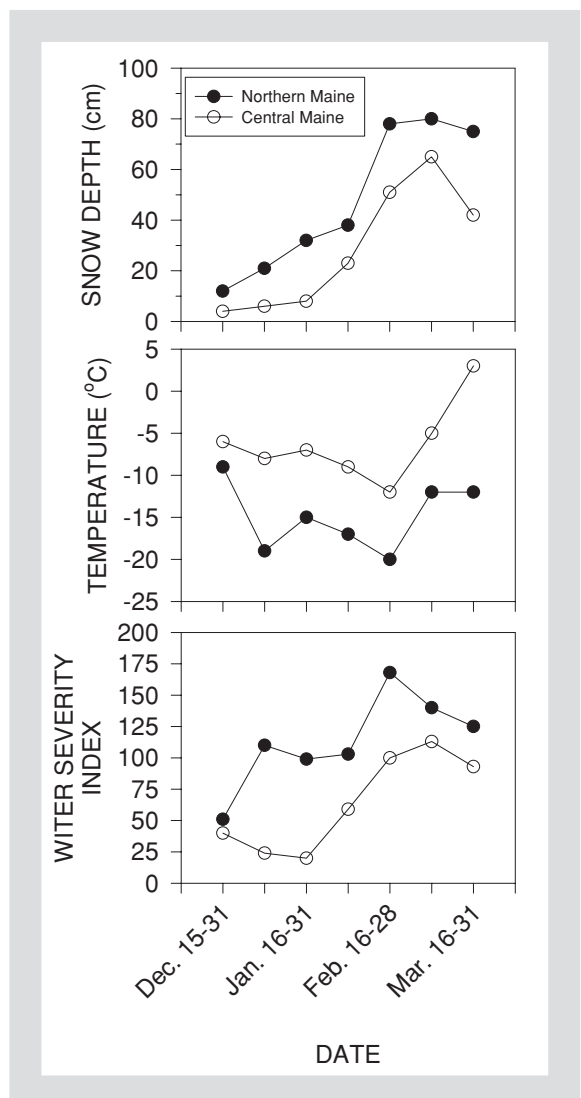 SNOW DEPTH (cm)
100
80
60
40
20
0
Northern Maine
Central Maine
TEMPERATURE (°C)
5
0
-5
-10
-15
-20
-25
WITER SEVERITY
INDEX
200
175
150
125
100
75
50
25
0
Dec. 15-31
Jan. 16-31
Feb. 16-28
Mar. 16-31
DATE